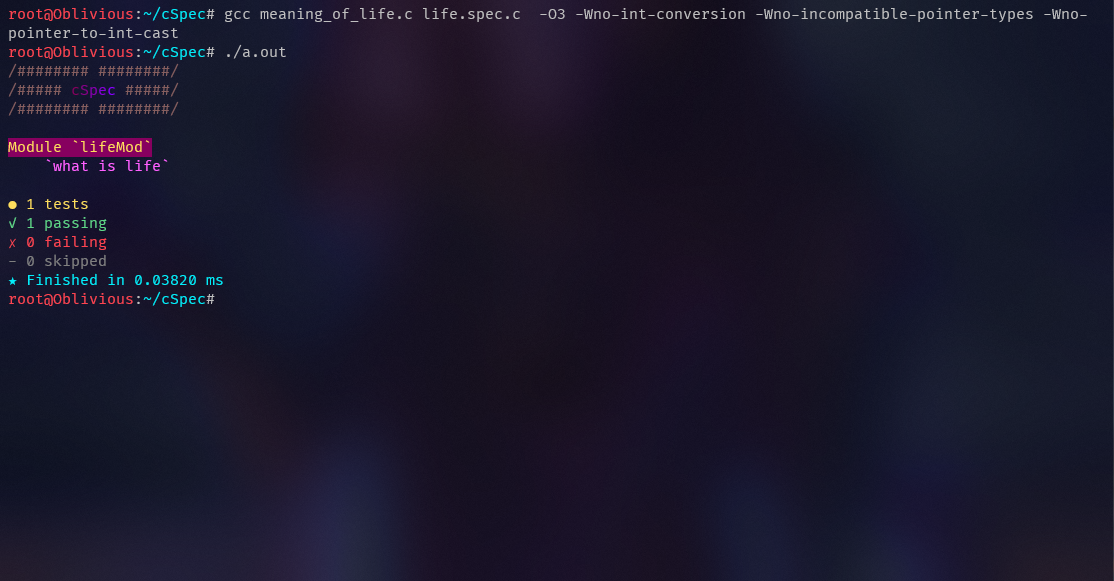 root@Oblivious:~/cSpec# gcc meaning_of_life.c life.spec.c  -O3 -Wno-int-conversion -Wno-incompatible-pointer-types -Wno-
pointer-to-int-cast
root@Oblivious:~/cSpec# ./a.out
/######## ########/
/##### cSpec #####/
/######## ########/
Module `lifeMod`
`what is life`
● 1 tests
√ 1 passing
✗ 0 failing
– 0 skipped
★ Finished in 0.03820 ms
root@Oblivious:~/cSpec#